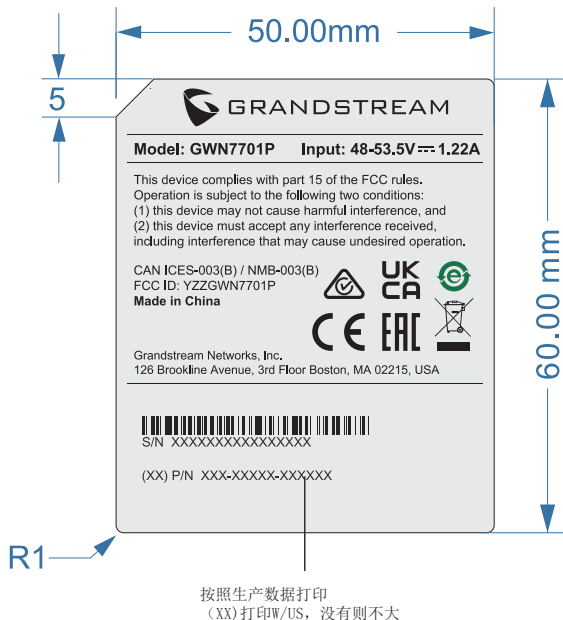 50.00mm
5
GRANDSTREAM
Model: GWN7701P Input: 48-53.5V⎓1.22A
This device complies with part 15 of the FCC rules.
Operation is subject to the following two conditions:
(1) this device may not cause harmful interference, and
(2) this device must accept any interference received,
including interference that may cause undesired operation.
CAN ICES-003(B) / NMB-003(B)
FCC ID: YZZGWN7701P
Made in China
UK
CA
e
CE
EAC
Grandstream Networks, Inc.
126 Brookline Avenue, 3rd Floor Boston, MA 02215, USA
60.00 mm
S/N XXXXXXXXXXXXXXXX
(XX) P/N XXX-XXXXX-XXXXXX
R1
按照生产数据打印
（XX)打印W/US，没有则不大